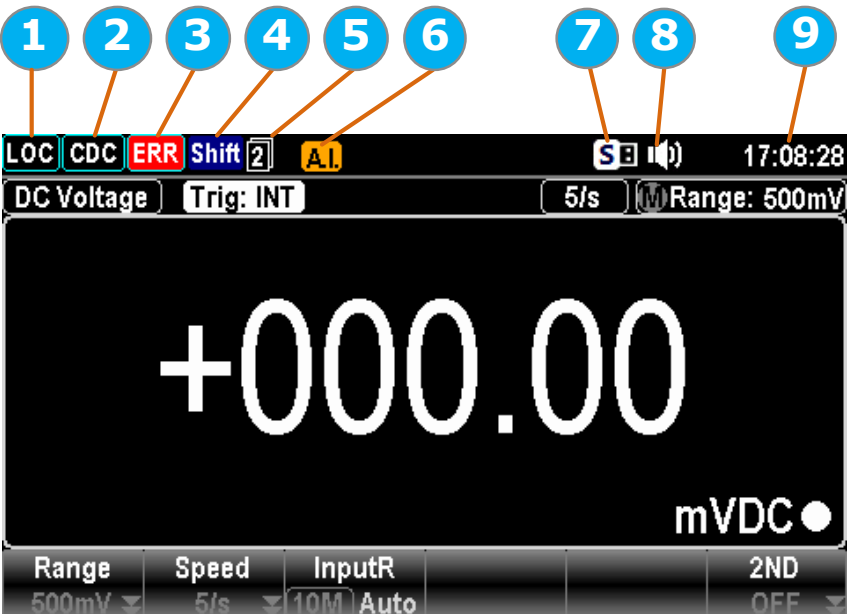 1 2 3 4 5 6 7 8 9
LOC CDC ERR Shift 2 A.I. S 17:08:28
DC Voltage Trig: INT 5/s M Range: 500mV
+000.00
mVDC
Range Speed InputR 2ND
500mV 5/s 10M Auto OFF